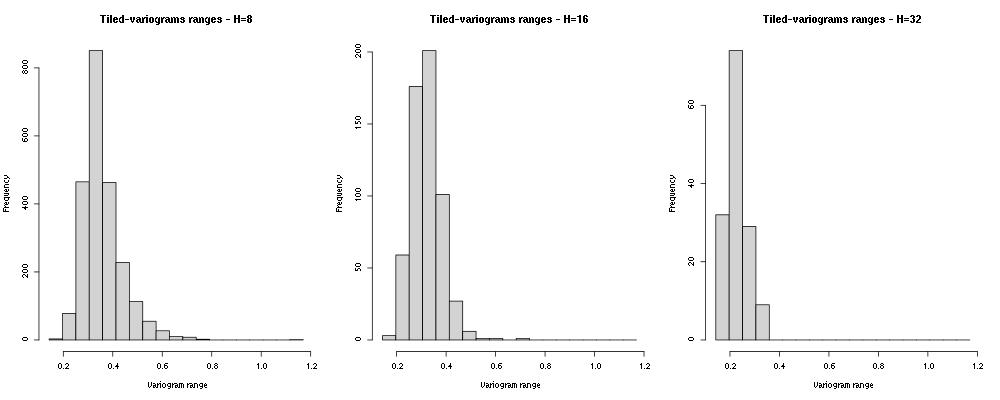 Tiled-variograms ranges - H=8
Frequency
0
200
400
600
800
0.2 0.4 0.6 0.8 1.0 1.2
Variogram range
Tiled-variograms ranges - H=16
Frequency
0
50
100
150
200
0.2 0.4 0.6 0.8 1.0 1.2
Variogram range
Tiled-variograms ranges - H=32
Frequency
0
20
40
60
0.2 0.4 0.6 0.8 1.0 1.2
Variogram range